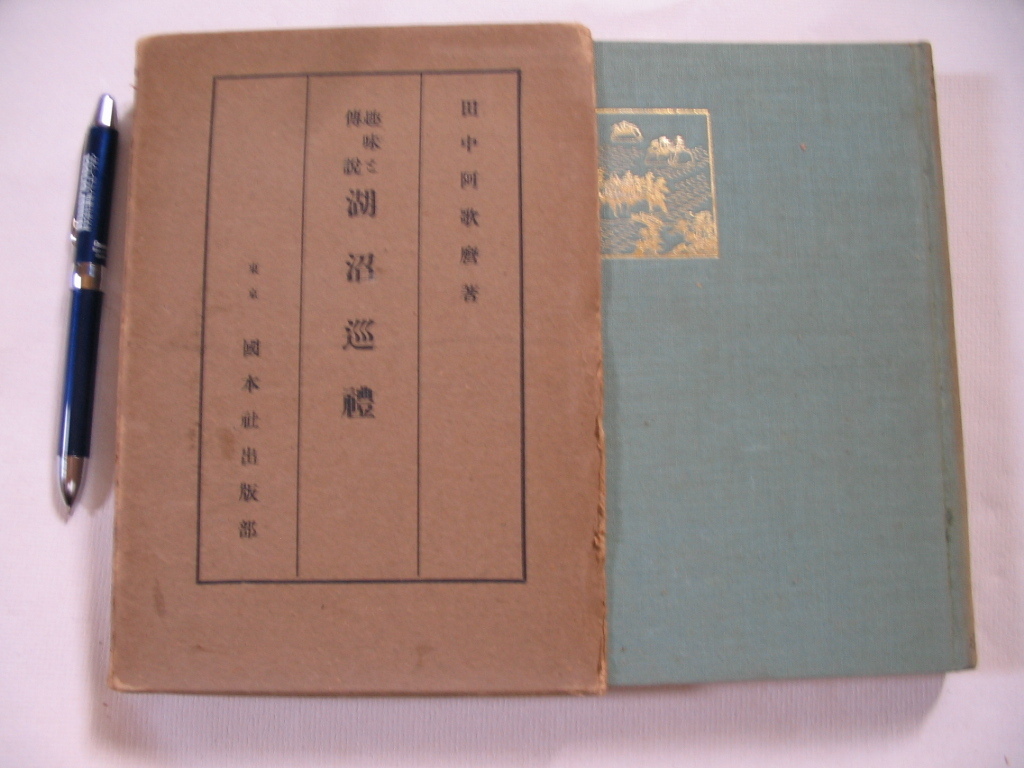 田中阿歌麿著
趣味と
傳說
湖沼巡禮
東京
國本社出版部